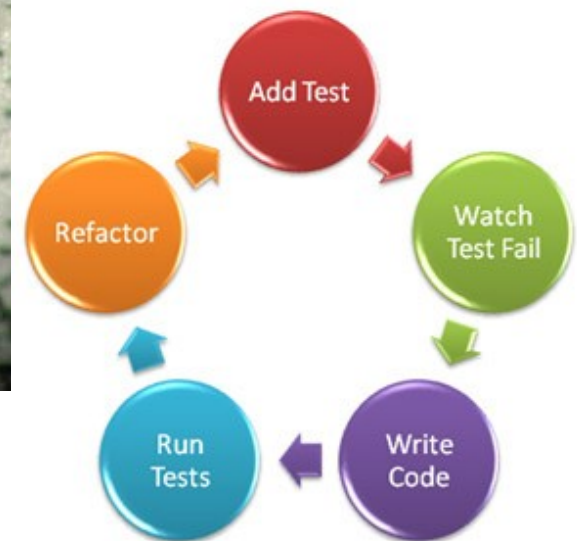 Add Test
Watch
Test Fail
Write
Code
Run
Tests
Refactor